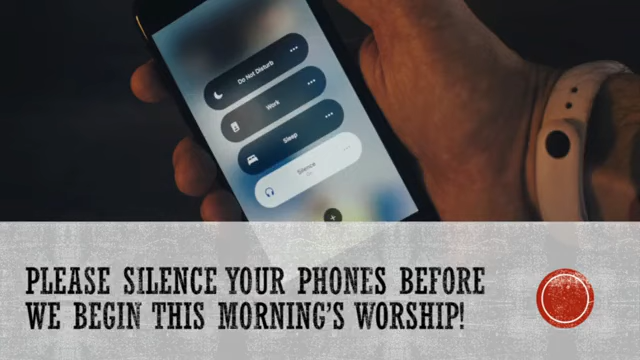 Do Not Disturb
Work
Sleep
Silence
PLEASE SILENCE YOUR PHONES BEFORE
WE BEGIN THIS MORNING'S WORSHIP!